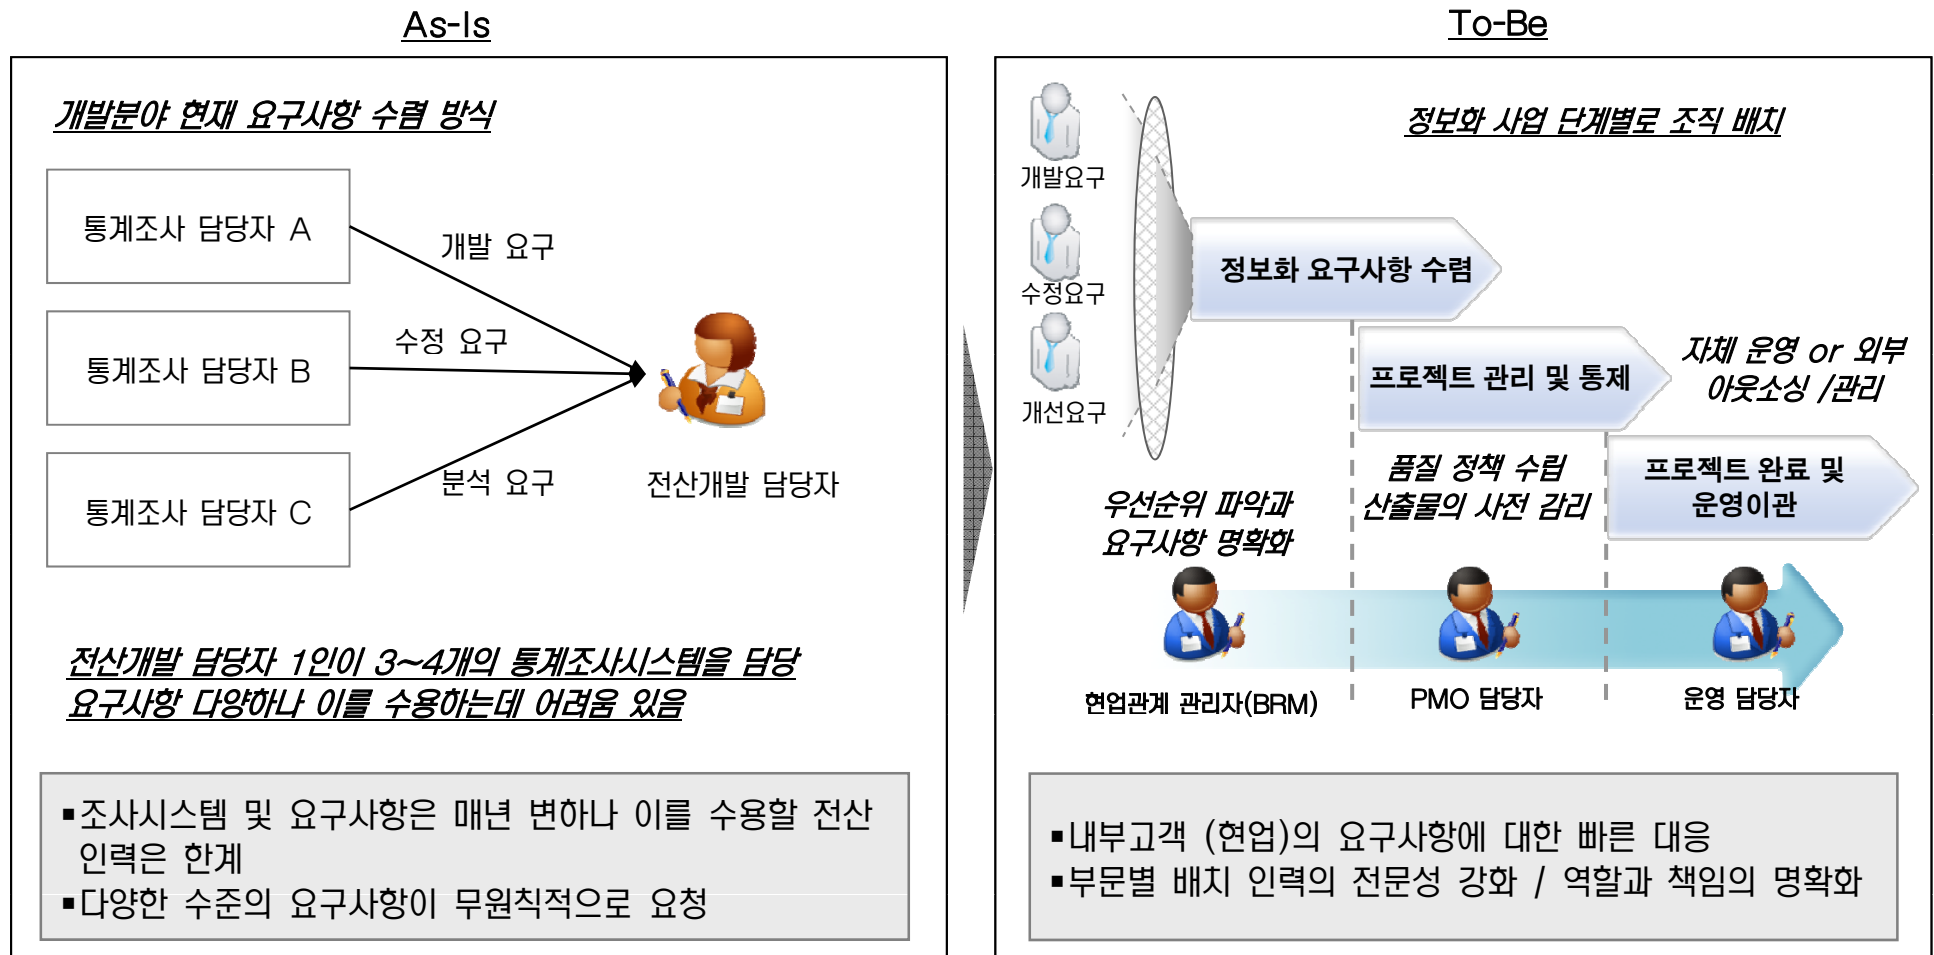 As-Is
개발분야 현재 요구사항 수렴 방식
통계조사 담당자 A
개발 요구
통계조사 담당자 B
수정 요구
통계조사 담당자 C
분석 요구
전산개발 담당자
전산개발 담당자 1인이 3~4개의 통계조사시스템을 담당
요구사항 다양하나 이를 수용하는데 어려움 있음
▪조사시스템 및 요구사항은 매년 변하나 이를 수용할 전산
인력은 한계
▪다양한 수준의 요구사항이 무원칙적으로 요청
To-Be
정보화 사업 단계별로 조직 배치
개발요구
수정요구
개선요구
정보화 요구사항 수렴
프로젝트 관리 및 통제
자체 운영 or 외부
아웃소싱 /관리
프로젝트 완료 및
운영이관
우선순위 파악과
요구사항 명확화
품질 정책 수립
산출물의 사전 감리
현업관계 관리자(BRM)
PMO 담당자
운영 담당자
▪내부고객 (현업)의 요구사항에 대한 빠른 대응
▪부문별 배치 인력의 전문성 강화 / 역할과 책임의 명확화